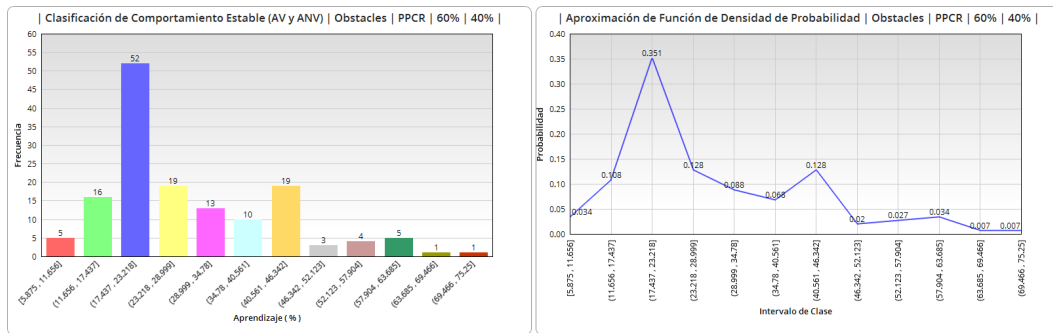 | Clasificación de Comportamiento Estable (AV y ANV) | Obstacles | PPCR | 60% | 40% |
60
55
50
45
40
35
30
25
20
15
10
5
0
Frecuencia
5
16
52
19
13
10
19
3
4
5
1
1
[5.875 , 11.656]
(11.656 , 17.437]
(17.437 , 23.218]
(23.218 , 28.999]
(28.999 , 34.78]
(34.78 , 40.561]
(40.561 , 46.342]
(46.342 , 52.123]
(52.123 , 57.904]
(57.904 , 63.685]
(63.685 , 69.466]
(69.466 , 75.25]
Aprendizaje ( % )
| Aproximación de Función de Densidad de Probabilidad | Obstacles | PPCR | 60% | 40% |
0.40
0.35
0.30
0.25
0.20
0.15
0.10
0.05
0.00
Probabilidad
0.034
0.108
0.351
0.128
0.088
0.068
0.128
0.02
0.027
0.034
0.007
0.007
[5.875 , 11.656]
(11.656 , 17.437]
(17.437 , 23.218]
(23.218 , 28.999]
(28.999 , 34.78]
(34.78 , 40.561]
(40.561 , 46.342]
(46.342 , 52.123]
(52.123 , 57.904]
(57.904 , 63.685]
(63.685 , 69.466]
(69.466 , 75.25]
Intervalo de Clase